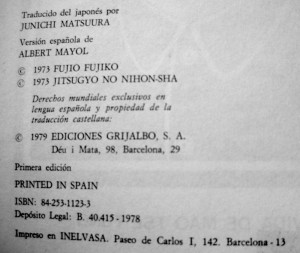 Traducido del japonés por
JUNICHI MATSUURA
Versión española de
ALBERT MAYOL
© 1973 FUJIO FUJIKO
© 1973 JITSUGYO NO NIHON-SHA
Derechos mundiales exclusivos en
lengua española y propiedad de la
traducción castellana:
© 1979 EDICIONES GRIJALBO, S. A.
Déu i Mata, 98, Barcelona, 29
Primera edición
PRINTED IN SPAIN
ISBN: 84-253-1123-3
Depósito Legal: B. 40.415 - 1978
Impreso en INELVASA. Paseo de Carlos I, 142. Barcelona - 13